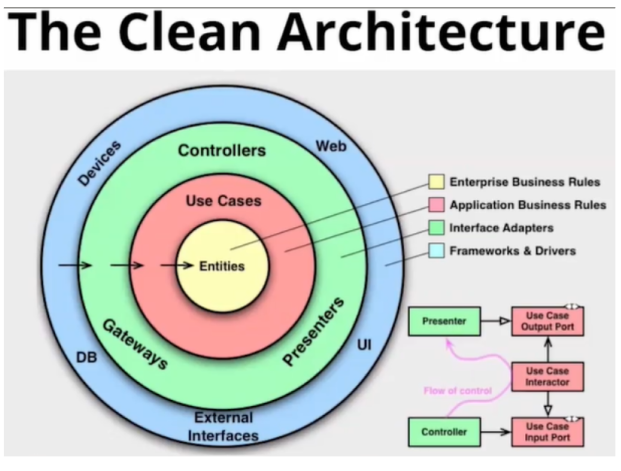 The Clean Architecture
Devices
Controllers
Web
Use Cases
Entities
Gateways
Presenters
DB
UI
External
Interfaces
Enterprise Business Rules
Application Business Rules
Interface Adapters
Frameworks & Drivers
Presenter
Use Case
Output Port
Flow of control
Use Case
Interactor
Controller
Use Case
Input Port